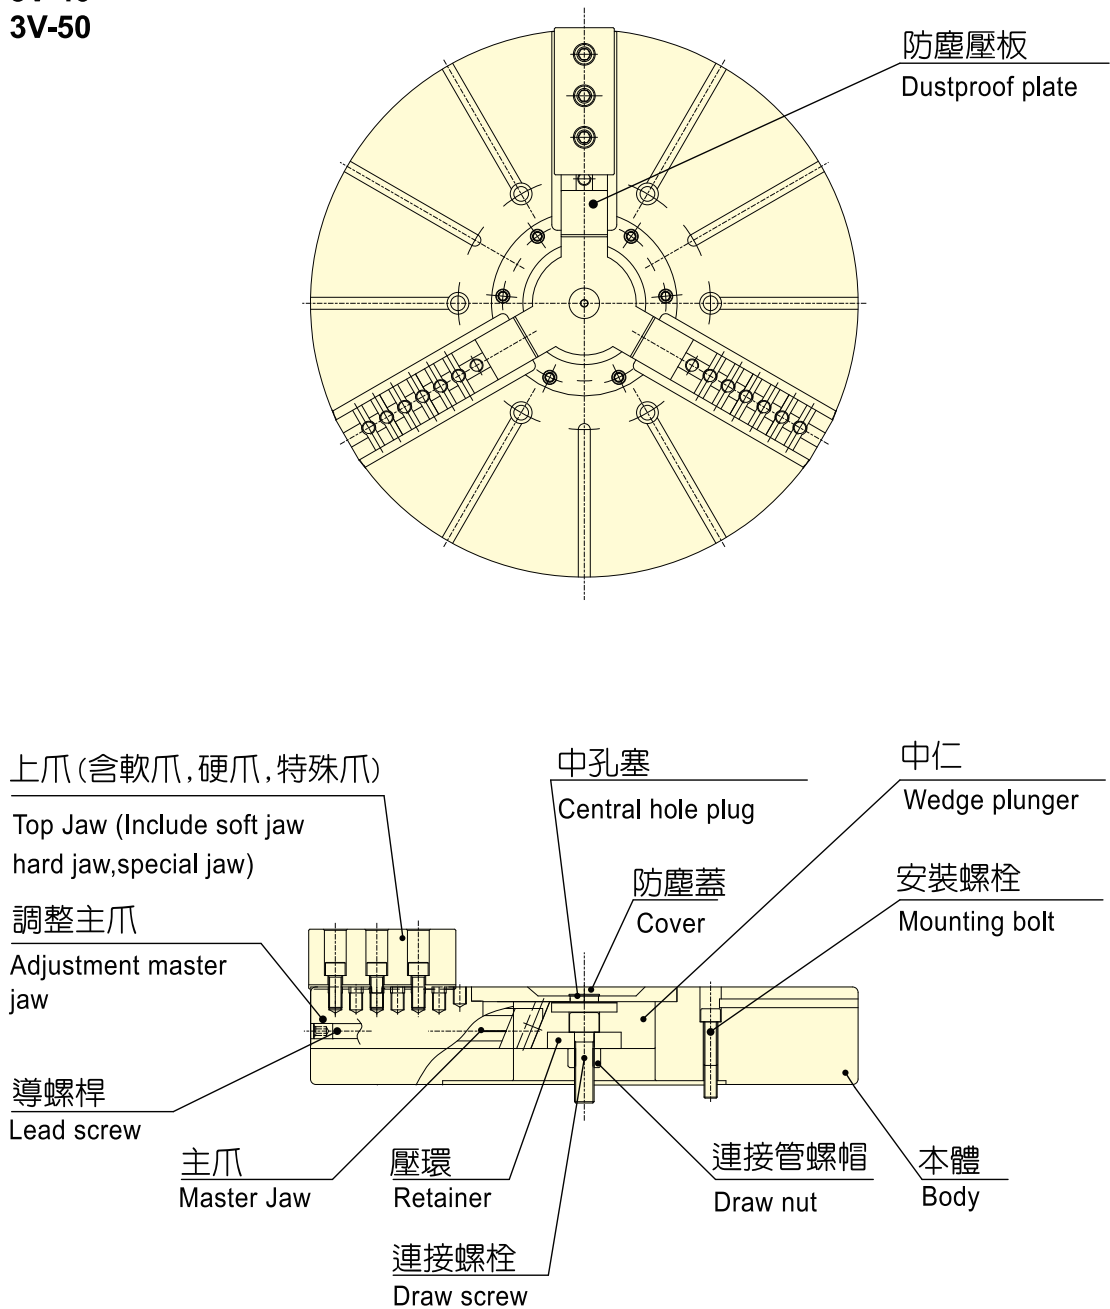 3V-50
防塵壓板
Dustproof plate
上爪(含軟爪,硬爪,特殊爪)
Top Jaw (Include soft jaw
hard jaw,special jaw)
中孔塞
Central hole plug
中仁
Wedge plunger
防塵蓋
Cover
安裝螺栓
Mounting bolt
調整主爪
Adjustment master
jaw
導螺桿
Lead screw
主爪
Master Jaw
壓環
Retainer
連接管螺帽
Draw nut
本體
Body
連接螺栓
Draw screw